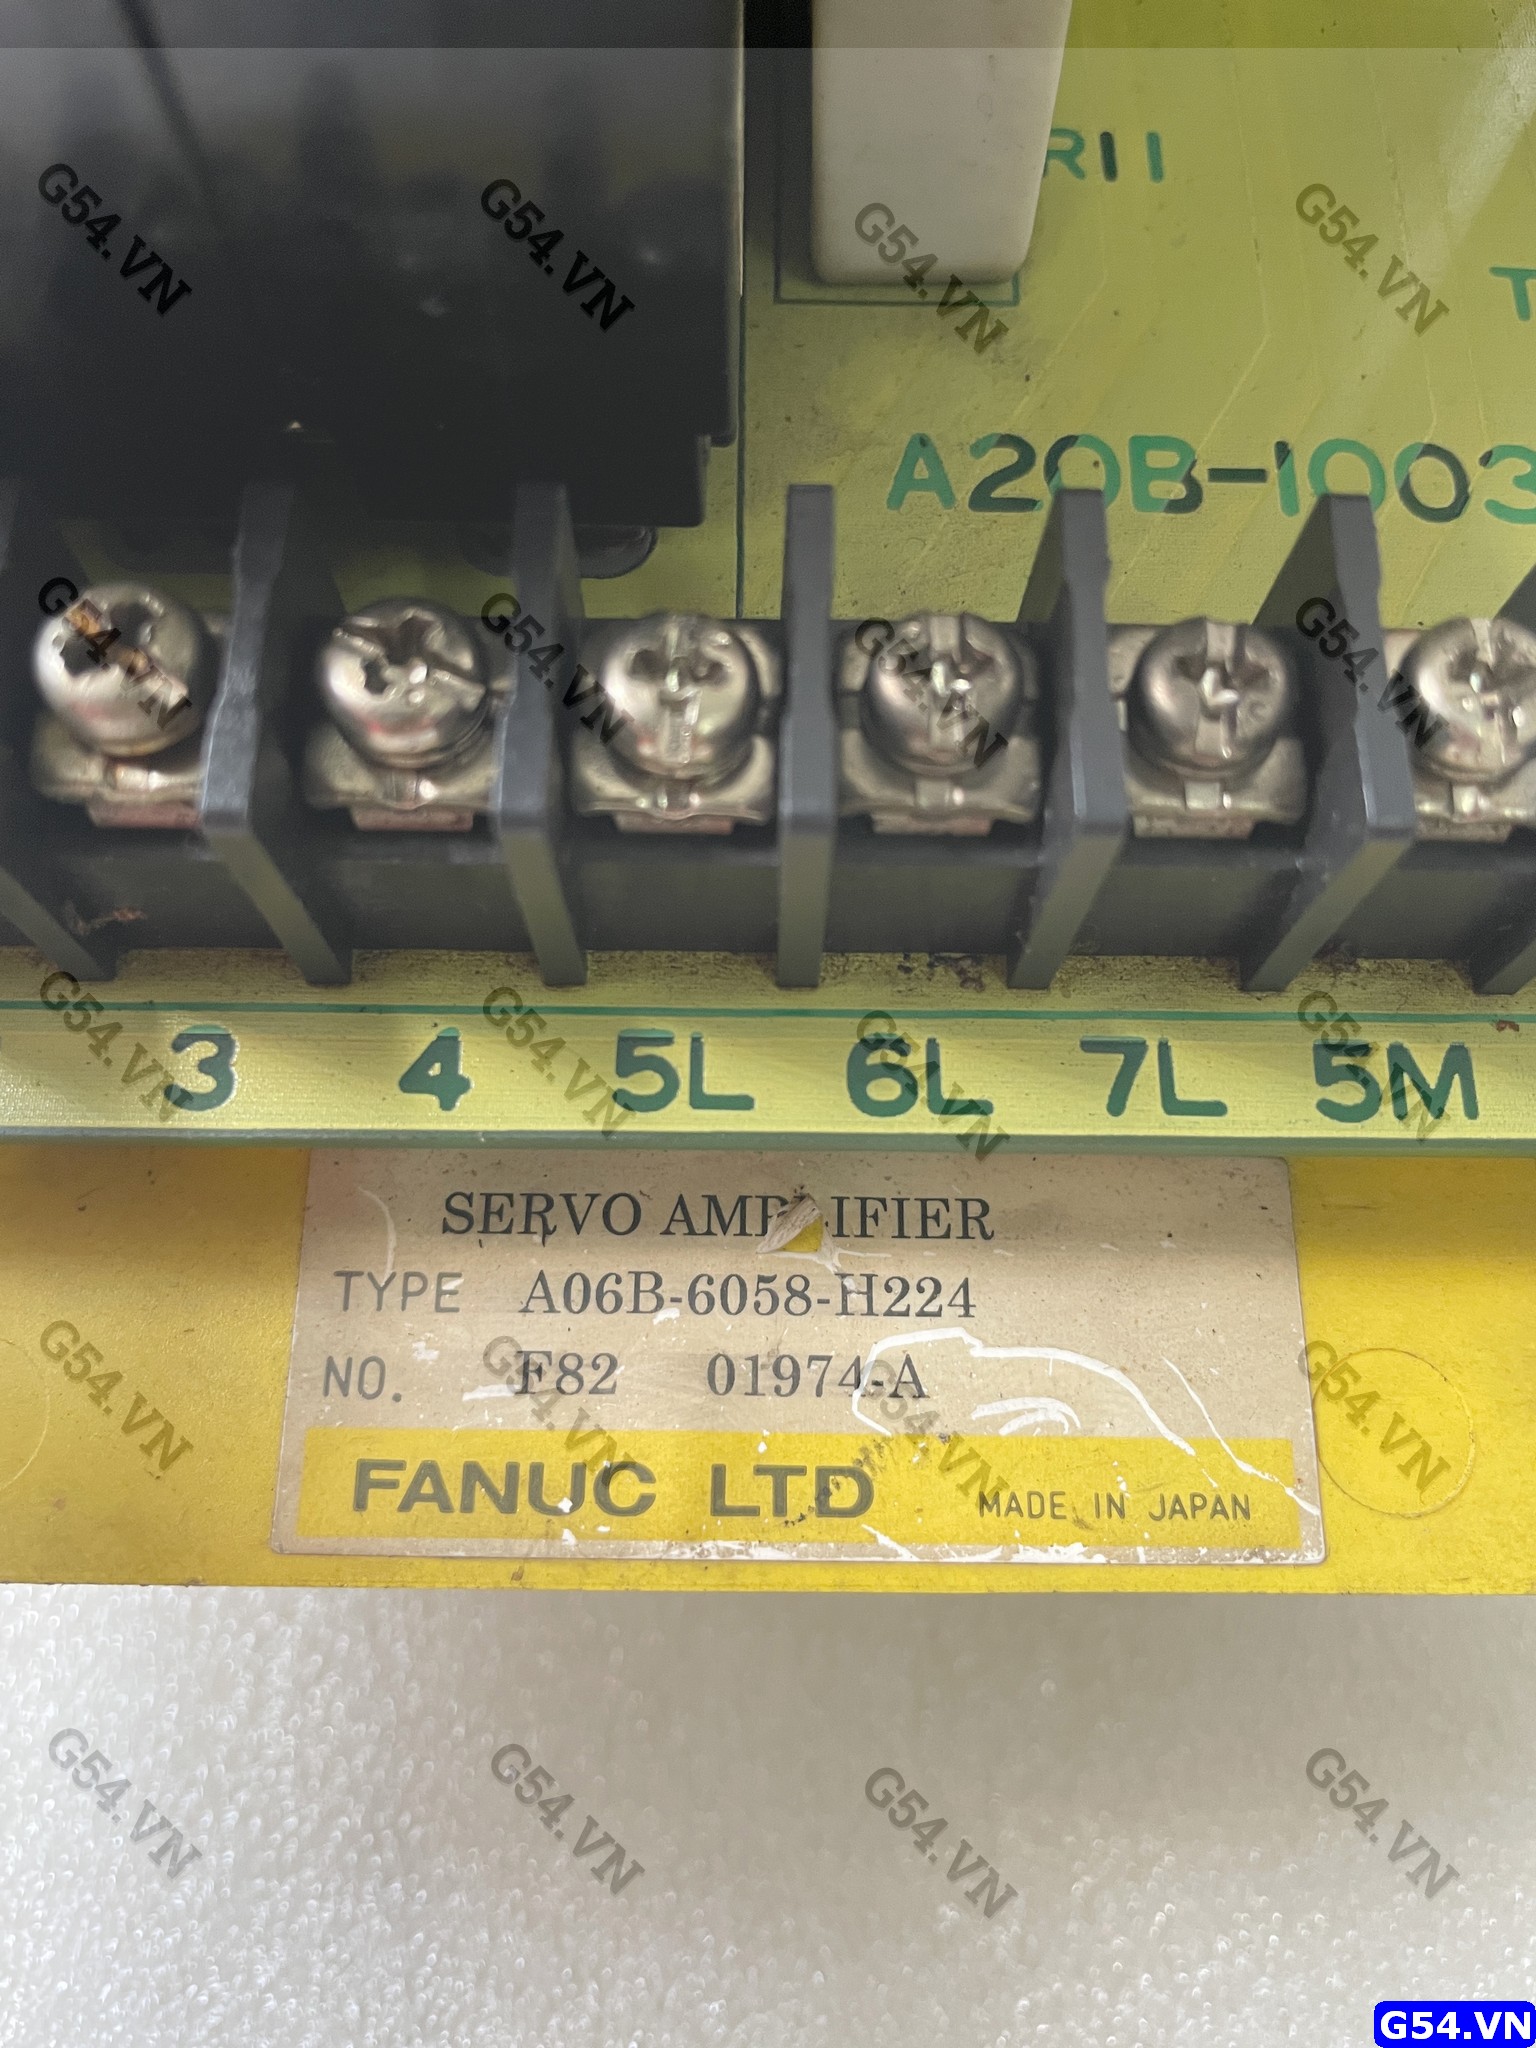 R11
A20B-1003
3 4 5L 6L 7L 5M
SERVO AMPLIFIER
TYPE A06B-6058-H224
NO. F82 01974-A
FANUC LTD MADE IN JAPAN
G54.VN